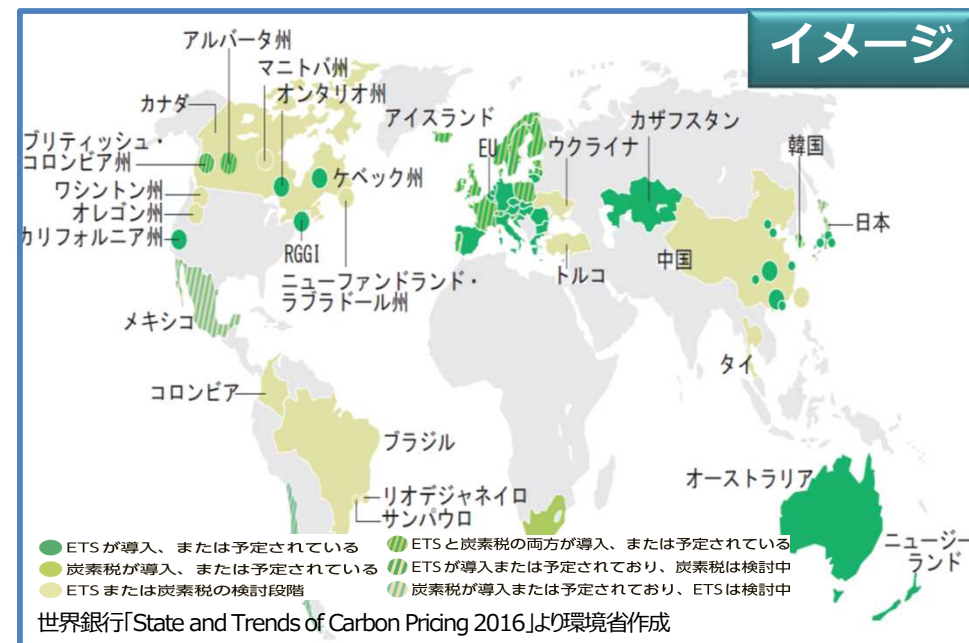 イメージ
アルバータ州
マニトバ州
オンタリオ州
カナダ
ブリティッシュ・
コロンビア州
ワシントン州
オレゴン州
カリフォルニア州
ケベック州
RGGI
ニューファンドランド・
ラブラドール州
メキシコ
アイスランド
EU
ウクライナ
カザフスタン
韓国
日本
中国
トルコ
タイ
コロンビア
ブラジル
リオデジャネイロ
サンパウロ
オーストラリア
ニュージー
ランド
ETSが導入、または予定されている
炭素税が導入、または予定されている
ETSまたは炭素税の検討段階
ETSと炭素税の両方が導入、または予定されている
ETSが導入または予定されており、炭素税は検討中
炭素税が導入または予定されており、ETSは検討中
世界銀行「State and Trends of Carbon Pricing 2016」より環境省作成